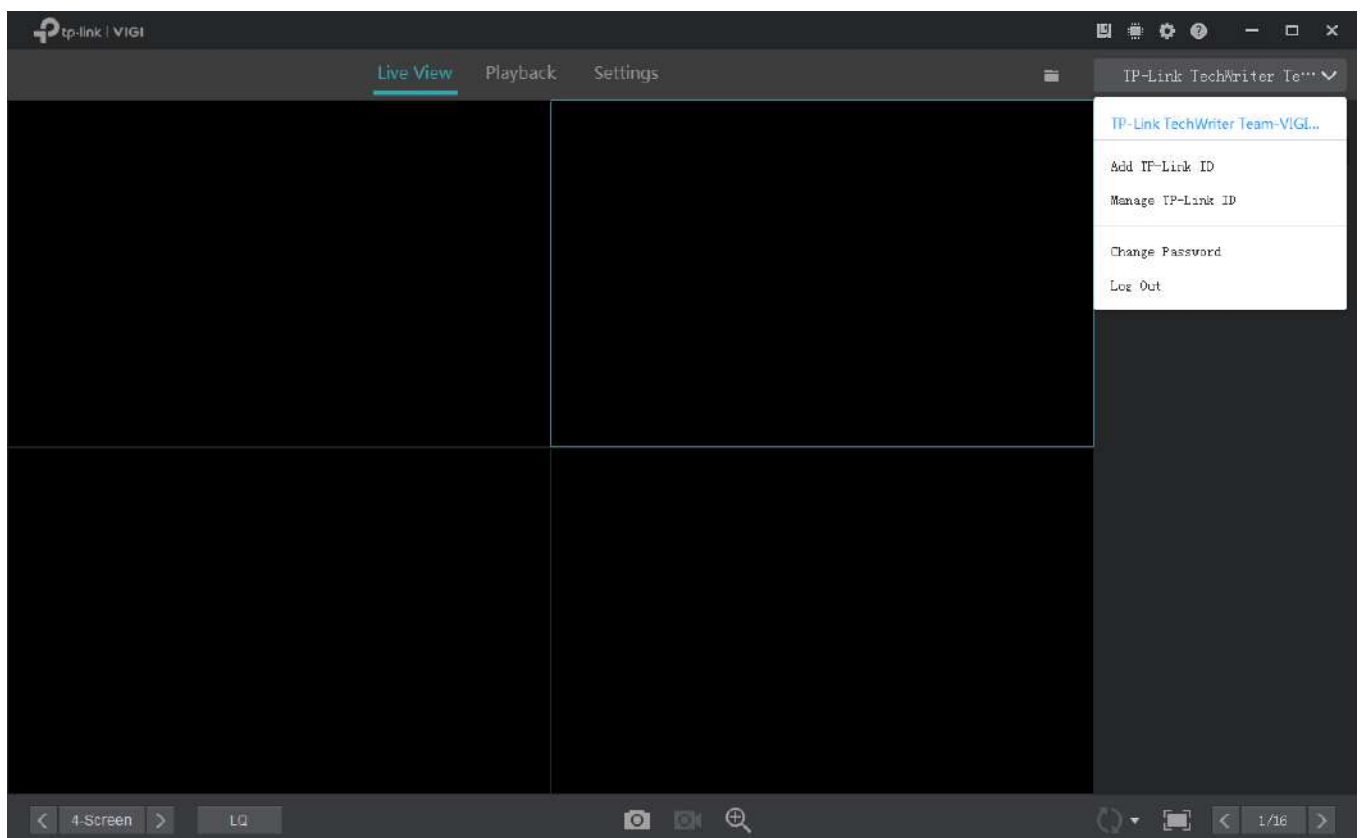 tp-link | VIGI
Live View Playback Settings
TP-Link TechWriter Te···
TP-Link TechWriter Team-VIGI...
Add TP-Link ID
Manage TP-Link ID
Change Password
Log Out
4-Screen LQ 1/16